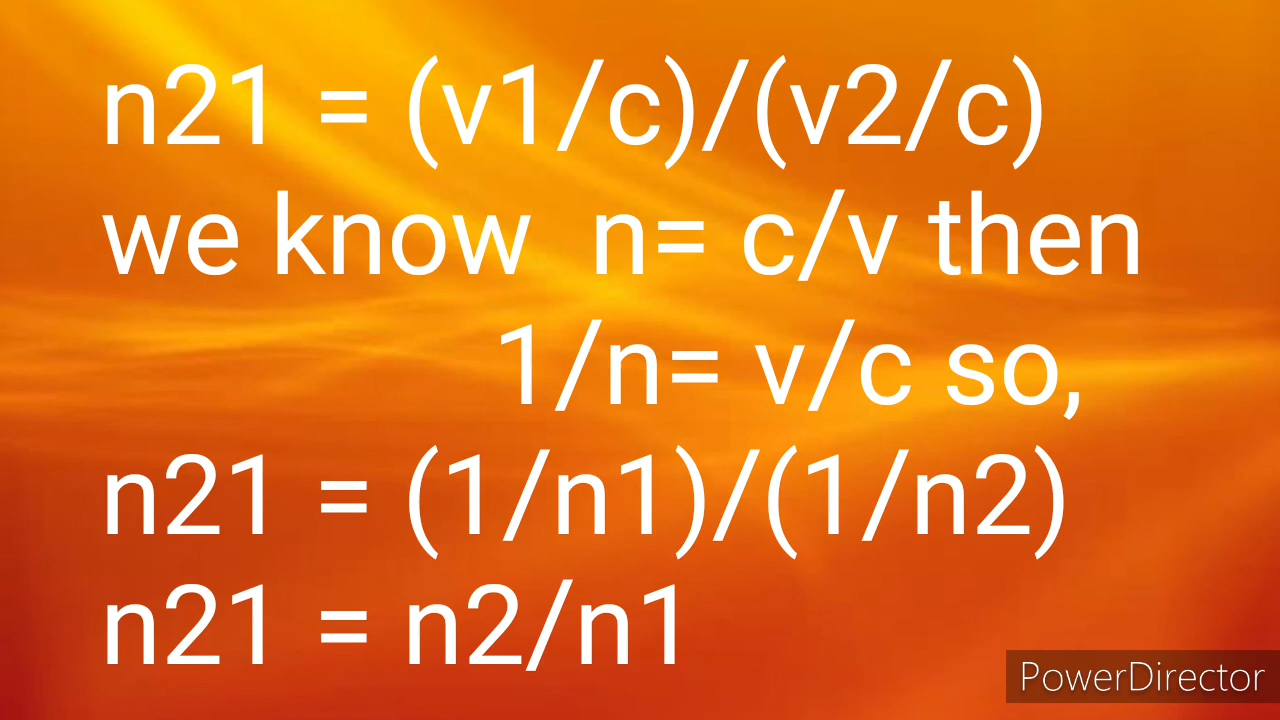 n21 = (v1/c)/(v2/c)
we know n= c/v then
1/n= v/c so,
n21 = (1/n1)/(1/n2)
n21 = n2/n1
PowerDirector